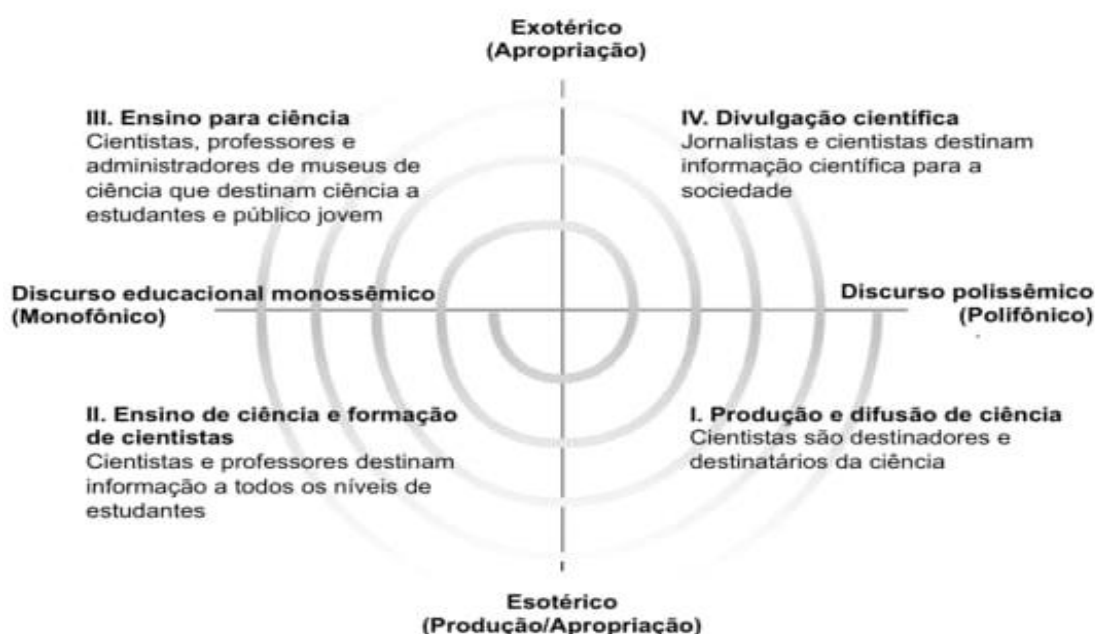 Exotérico
(Apropriação)
III. Ensino para ciência
Cientistas, professores e
administradores de museus de
ciência que destinam ciência a
estudantes e público jovem
IV. Divulgação científica
Jornalistas e cientistas destinam
informação científica para a
sociedade
Discurso educacional monossêmico
(Monofônico)
Discurso polissêmico
(Polifônico)
II. Ensino de ciência e formação
de cientistas
Cientistas e professores destinam
informação a todos os níveis de
estudantes
I. Produção e difusão de ciência
Cientistas são destinadores e
destinatários da ciência
Esotérico
(Produção/Apropriação)